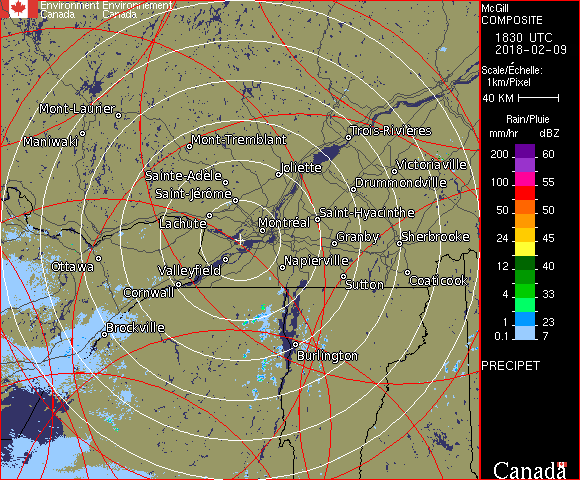 Environment Environnement
Canada Canada
McGill
COMPOSITE
1830 UTC
2018-02-09
Scale/Échelle:
1km/Pixel
40 KM
Rain/Pluie
mm/hr dBZ
200 60
155
100 55
50 50
24 45
12 40
4 33
1 23
0.1 7
PRECIPET
Canada
Mont-Laurier
Maniwaki
Mont-Tremblant
Trois-Rivières
Joliette
Victoriaville
Sainte-Adèle
Drummondville
Saint-Jérôme
Lachute
Saint-Hyacinthe
Montréal
Granby
Sherbrooke
Ottawa
Valleyfield
Napierville
Cornwall
Sutton
Coaticook
Brockville
Burlington